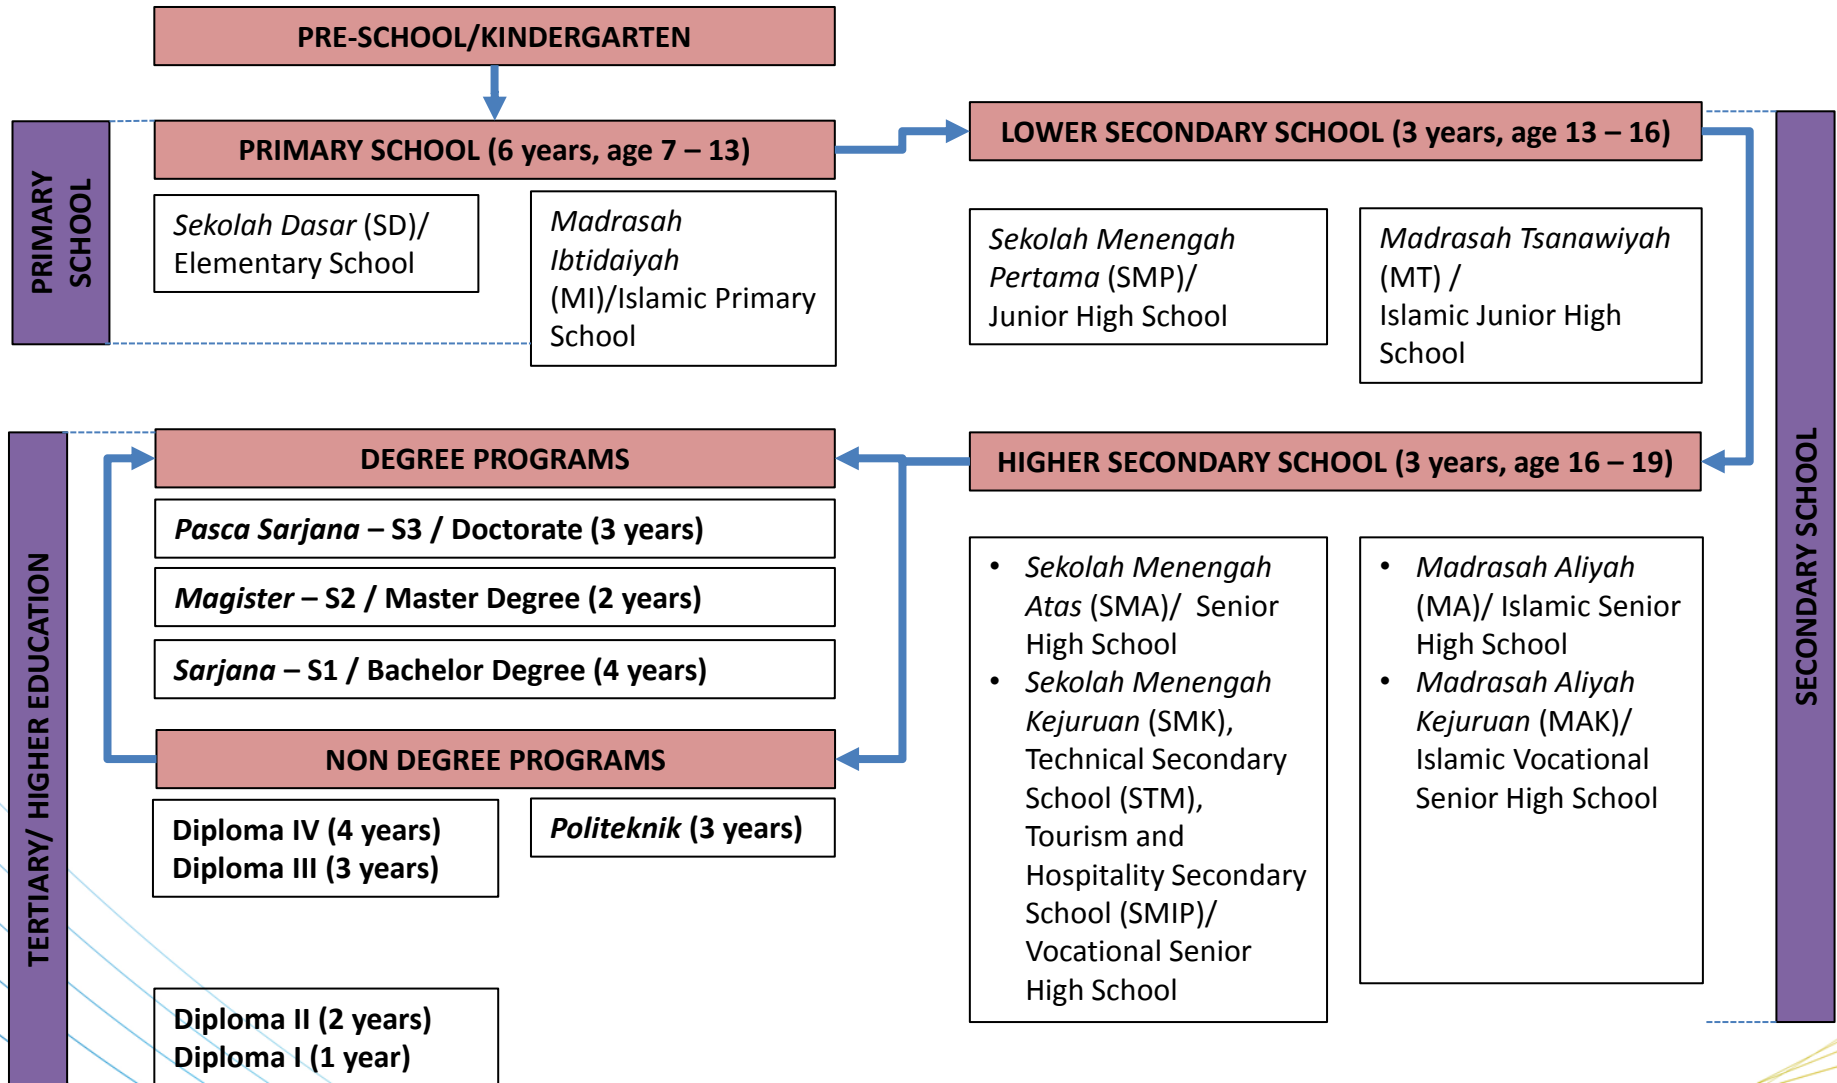 PRE-SCHOOL/KINDERGARTEN
PRIMARY
SCHOOL
PRIMARY SCHOOL (6 years, age 7 – 13)
Sekolah Dasar (SD)/
Elementary School
Madrasah
Ibtidaiyah
(MI)/Islamic Primary
School
LOWER SECONDARY SCHOOL (3 years, age 13 – 16)
Sekolah Menengah
Pertama (SMP)/
Junior High School
Madrasah Tsanawiyah
(MT) /
Islamic Junior High
School
SECONDARY SCHOOL
HIGHER SECONDARY SCHOOL (3 years, age 16 – 19)
• Sekolah Menengah
Atas (SMA)/ Senior
High School
• Sekolah Menengah
Kejuruan (SMK),
Technical Secondary
School (STM),
Tourism and
Hospitality Secondary
School (SMIP)/
Vocational Senior
High School
• Madrasah Aliyah
(MA)/ Islamic Senior
High School
• Madrasah Aliyah
Kejuruan (MAK)/
Islamic Vocational
Senior High School
TERTIARY/ HIGHER EDUCATION
DEGREE PROGRAMS
Pasca Sarjana – S3 / Doctorate (3 years)
Magister – S2 / Master Degree (2 years)
Sarjana – S1 / Bachelor Degree (4 years)
NON DEGREE PROGRAMS
Diploma IV (4 years)
Diploma III (3 years)
Politeknik (3 years)
Diploma II (2 years)
Diploma I (1 year)